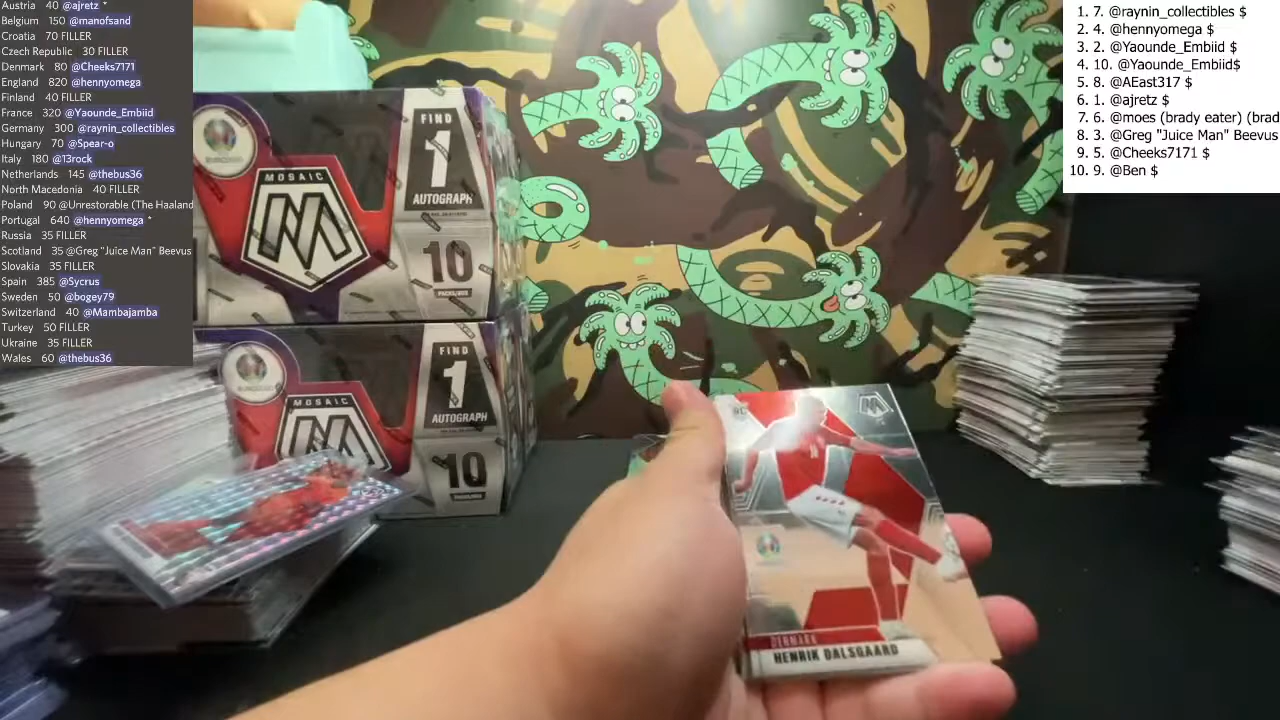 Austria 40 @ajretz *
Belgium 150 @manofsand
Croatia 70 FILLER
Czech Republic 30 FILLER
Denmark 80 @Cheeks7171
England 820 @hennyomega
Finland 40 FILLER
France 320 @Yaounde_Embiid
Germany 300 @raynin_collectibles
Hungary 70 @Spear-o
Italy 180 @13rock
Netherlands 145 @thebus36
North Macedonia 40 FILLER
Poland 90 @Unrestorable (The Haaland
Portugal 640 @hennyomega *
Russia 35 FILLER
Scotland 35 @Greg "Juice Man" Beevus
Slovakia 35 FILLER
Spain 385 @Sycrus
Sweden 50 @bogey79
Switzerland 40 @Mambajamba
Turkey 50 FILLER
Ukraine 35 FILLER
Wales 60 @thebus36
1. 7. @raynin_collectibles $
2. 4. @hennyomega $
3. 2. @Yaounde_Embiid $
4. 10. @Yaounde_Embiid$
5. 8. @AEast317 $
6. 1. @ajretz $
7. 6. @moes (brady eater) (brad
8. 3. @Greg "Juice Man" Beevus
9. 5. @Cheeks7171 $
10. 9. @Ben $
MOSAIC
M
FIND
1
AUTOGRAPH
10
MOSAIC
M
FIND
1
AUTOGRAPH
10
M
DENMARK
HENRIK DALSGAARD